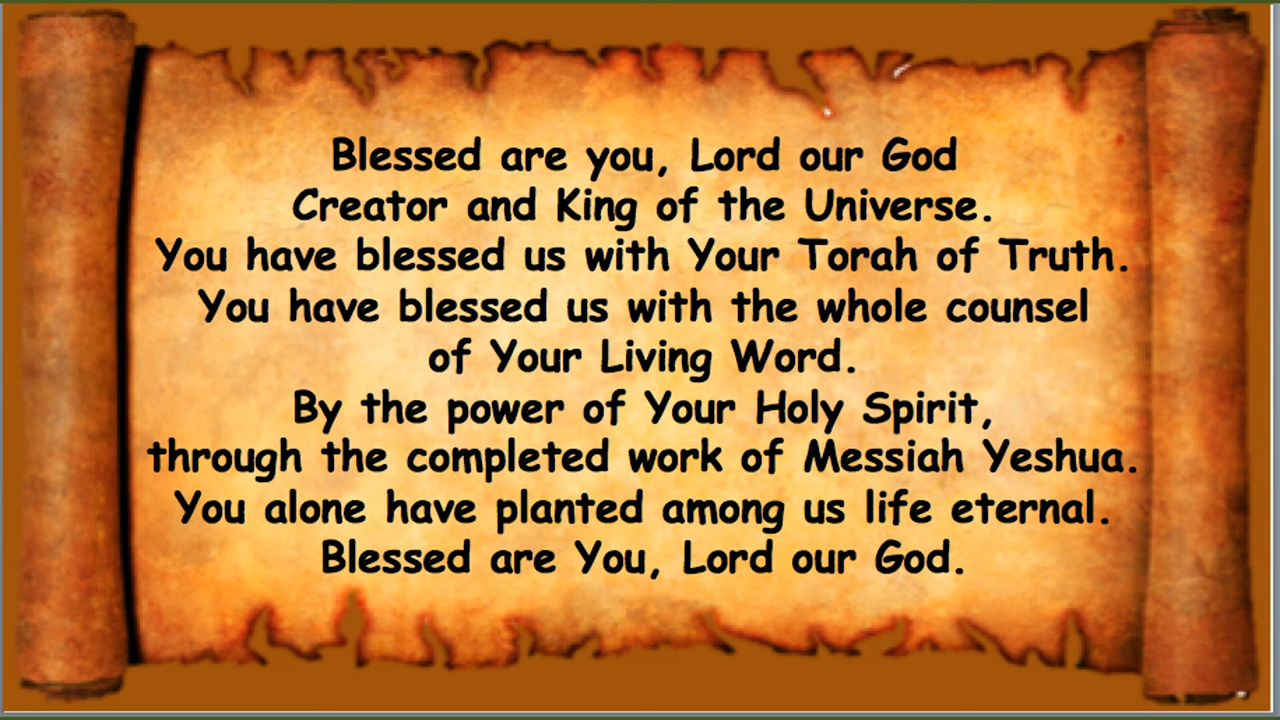 Blessed are you, Lord our God
Creator and King of the Universe.
You have blessed us with Your Torah of Truth.
You have blessed us with the whole counsel
of Your Living Word.
By the power of Your Holy Spirit,
through the completed work of Messiah Yeshua.
You alone have planted among us life eternal.
Blessed are You, Lord our God.